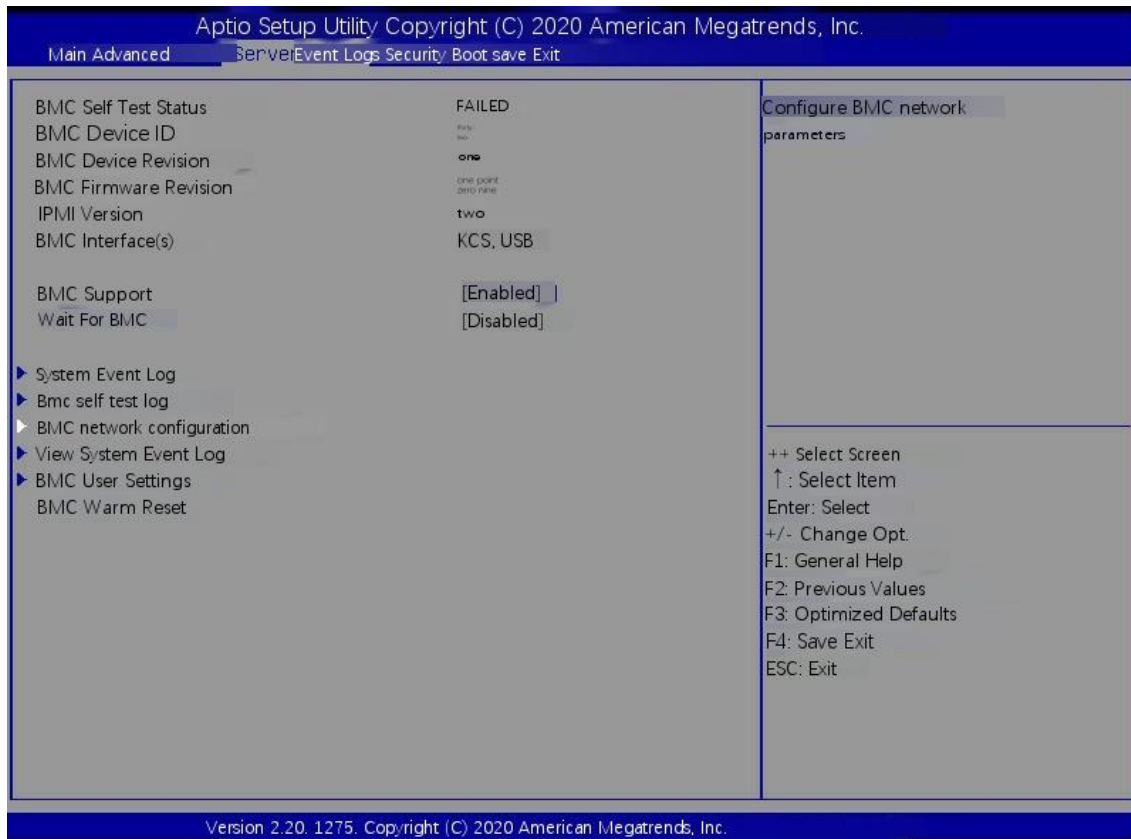 Aptio Setup Utility Copyright (C) 2020 American Megatrends, Inc.
Main Advanced Server Event Logs Security Boot save Exit
BMC Self Test Status FAILED
BMC Device ID
BMC Device Revision one
BMC Firmware Revision one point zero nine
IPMI Version two
BMC Interface(s) KCS, USB
BMC Support [Enabled]
Wait For BMC [Disabled]
System Event Log
Bmc self test log
BMC network configuration
View System Event Log
BMC User Settings
BMC Warm Reset
Configure BMC network
parameters
++ Select Screen
↑ : Select Item
Enter: Select
+/- Change Opt.
F1: General Help
F2: Previous Values
F3: Optimized Defaults
F4: Save Exit
ESC: Exit
Version 2.20. 1275. Copyright (C) 2020 American Megatrends, Inc.